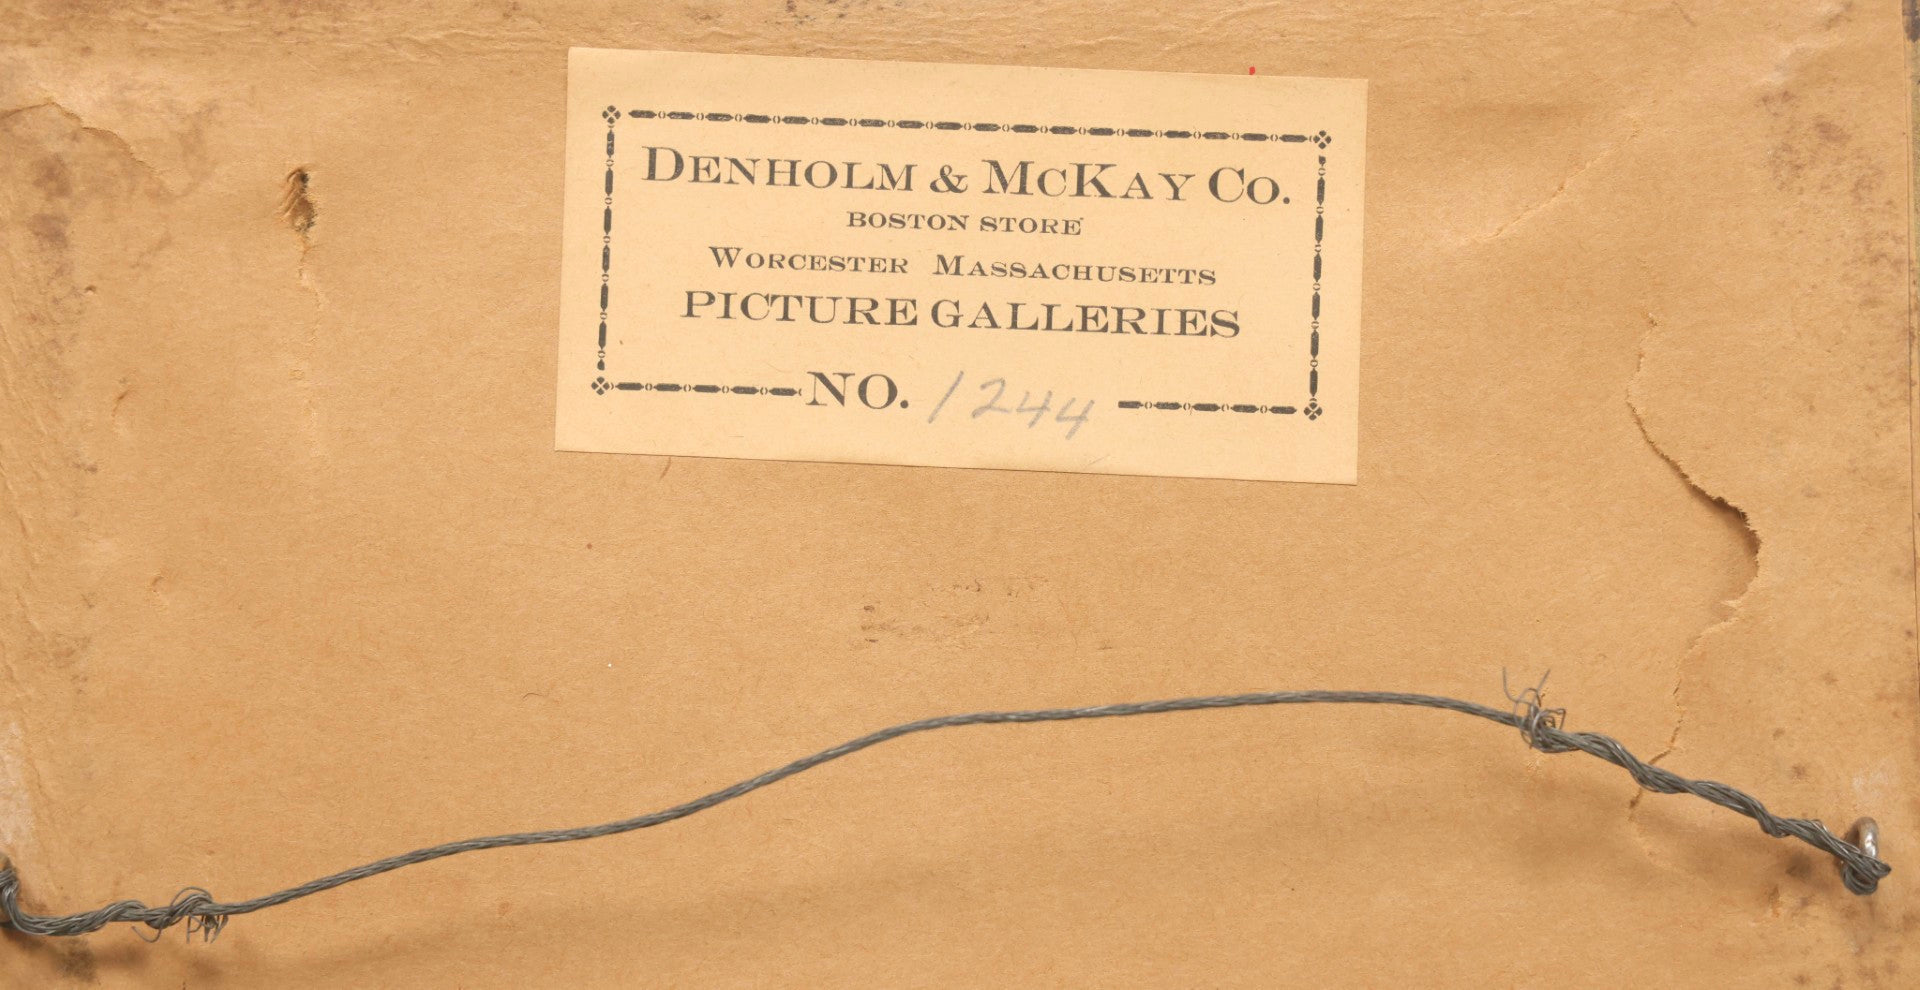 DENHOLM & MCKAY CO.
BOSTON STORE
WORCESTER MASSACHUSETTS
PICTURE GALLERIES
NO. 1244